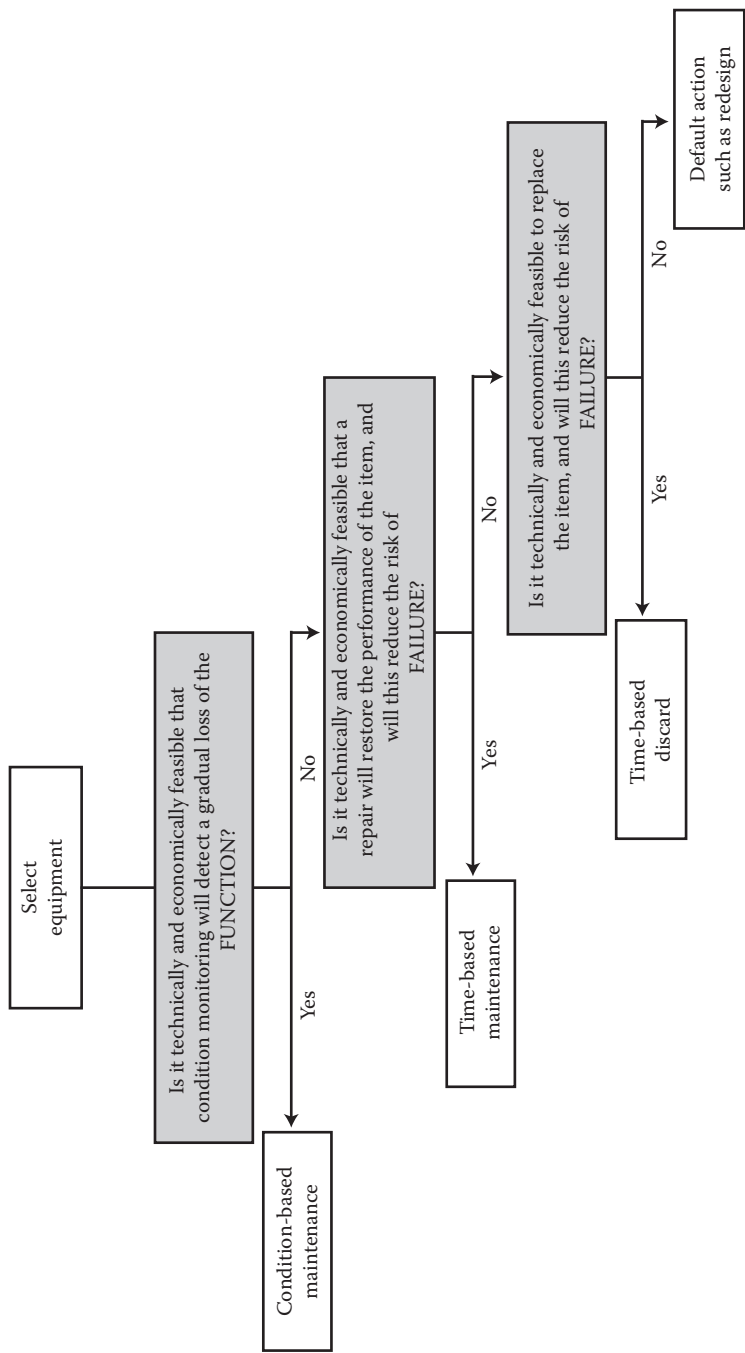 Select
equipment
Is it technically and economically feasible that
condition monitoring will detect a gradual loss of the
FUNCTION?
Yes
No
Condition-based
maintenance
Is it technically and economically feasible that a
repair will restore the performance of the item, and
will this reduce the risk of
FAILURE?
Yes
No
Time-based
maintenance
Is it technically and economically feasible to replace
the item, and will this reduce the risk of
FAILURE?
Yes
No
Time-based
discard
Default action
such as redesign